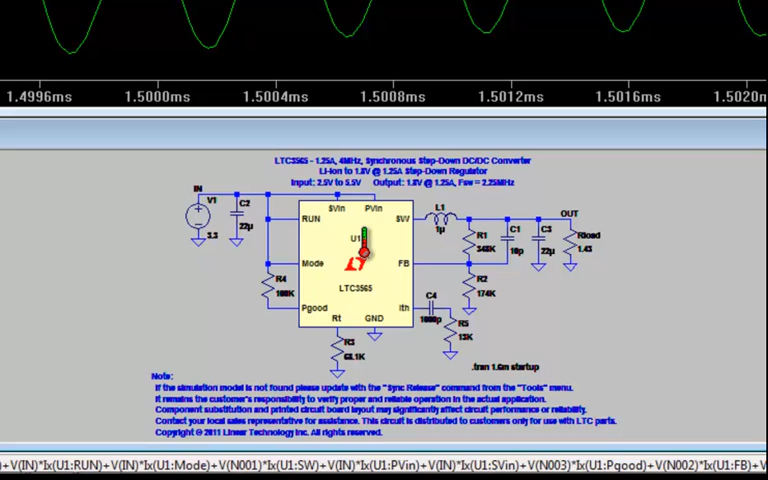 1.4996ms 1.5000ms 1.5004ms 1.5008ms 1.5012ms 1.5016ms 1.5020n
LTC3565 - 1.25A, 4MHz, Synchronous Step-Down DC/DC Converter
Li-Ion to 1.8V @ 1.25A Step-Down Regulator
Input: 2.5V to 5.5V Output: 1.8V @ 1.25A, Fsw = 2.25MHz
IN
V1
3.3
C2
22µ
SVin PVin
RUN
SW
L1
1µ
OUT
U1
R1
348K
C1
10p
C3
22µ
Rload
1.43
Mode
FB
R4
100K
LTC3565
R2
174K
Pgood
Ith
C4
1000p
Rt
GND
R5
13K
R3
68.1K
.tran 1.6m startup
Note:
If the simulation model is not found please update with the "Sync Release" command from the "Tools" menu.
It remains the customer's responsibility to verify proper and reliable operation in the actual application.
Component substitution and printed circuit board layout may significantly affect circuit performance or reliability.
Contact your local sales representative for assistance. This circuit is distributed to customers only for use with LTC parts.
Copyright © 2011 Linear Technology Inc. All rights reserved.
)+V(IN)*Ix(U1:RUN)+V(IN)*Ix(U1:Mode)+V(N001)*Ix(U1:SW)+V(IN)*Ix(U1:PVin)+V(IN)*Ix(U1:SVin)+V(N003)*Ix(U1:Pgood)+V(N002)*Ix(U1:FB)+V